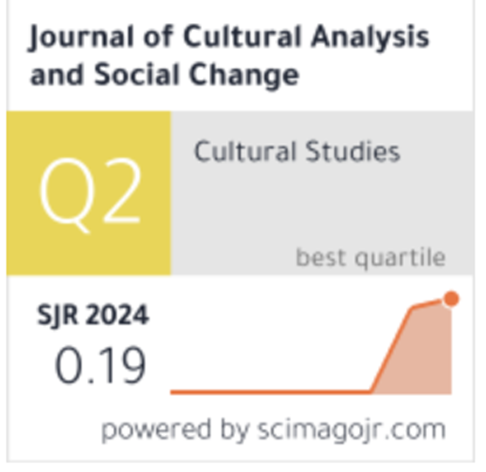 Journal of Cultural Analysis
and Social Change
Q2
Cultural Studies
best quartile
SJR 2024
0.19
powered by scimagojr.com